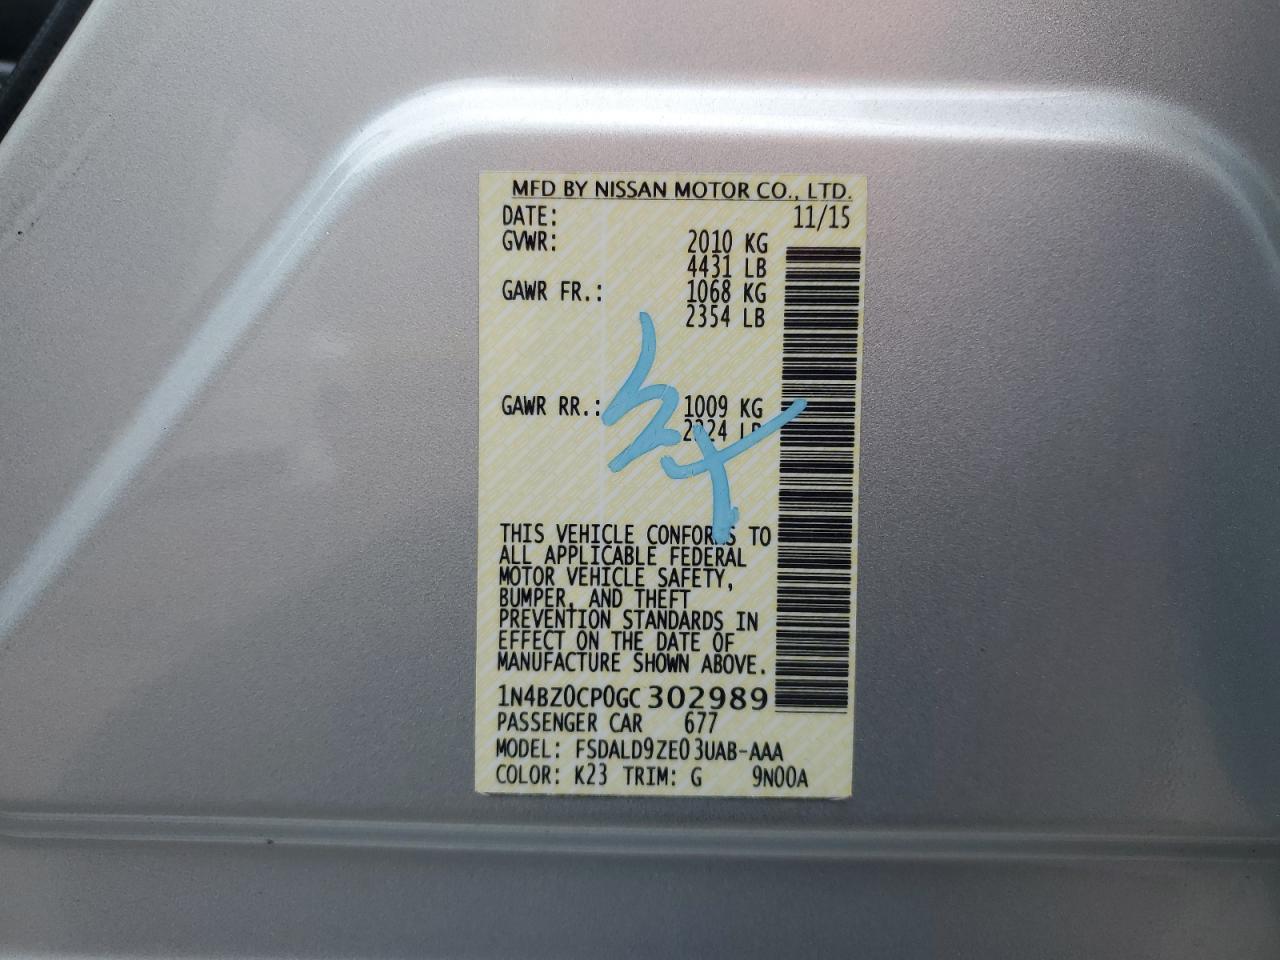 MFD BY NISSAN MOTOR CO., LTD.
DATE: 11/15
GVWR: 2010 KG
4431 LB
GAWR FR.: 1068 KG
2354 LB
GAWR RR.: 1009 KG
2224 LB
THIS VEHICLE CONFORMS TO
ALL APPLICABLE FEDERAL
MOTOR VEHICLE SAFETY,
BUMPER, AND THEFT
PREVENTION STANDARDS IN
EFFECT ON THE DATE OF
MANUFACTURE SHOWN ABOVE.
1N4BZ0CP0GC302989
PASSENGER CAR 677
MODEL: FSDALD9ZE03UAB-AAA
COLOR: K23 TRIM: G 9N00A